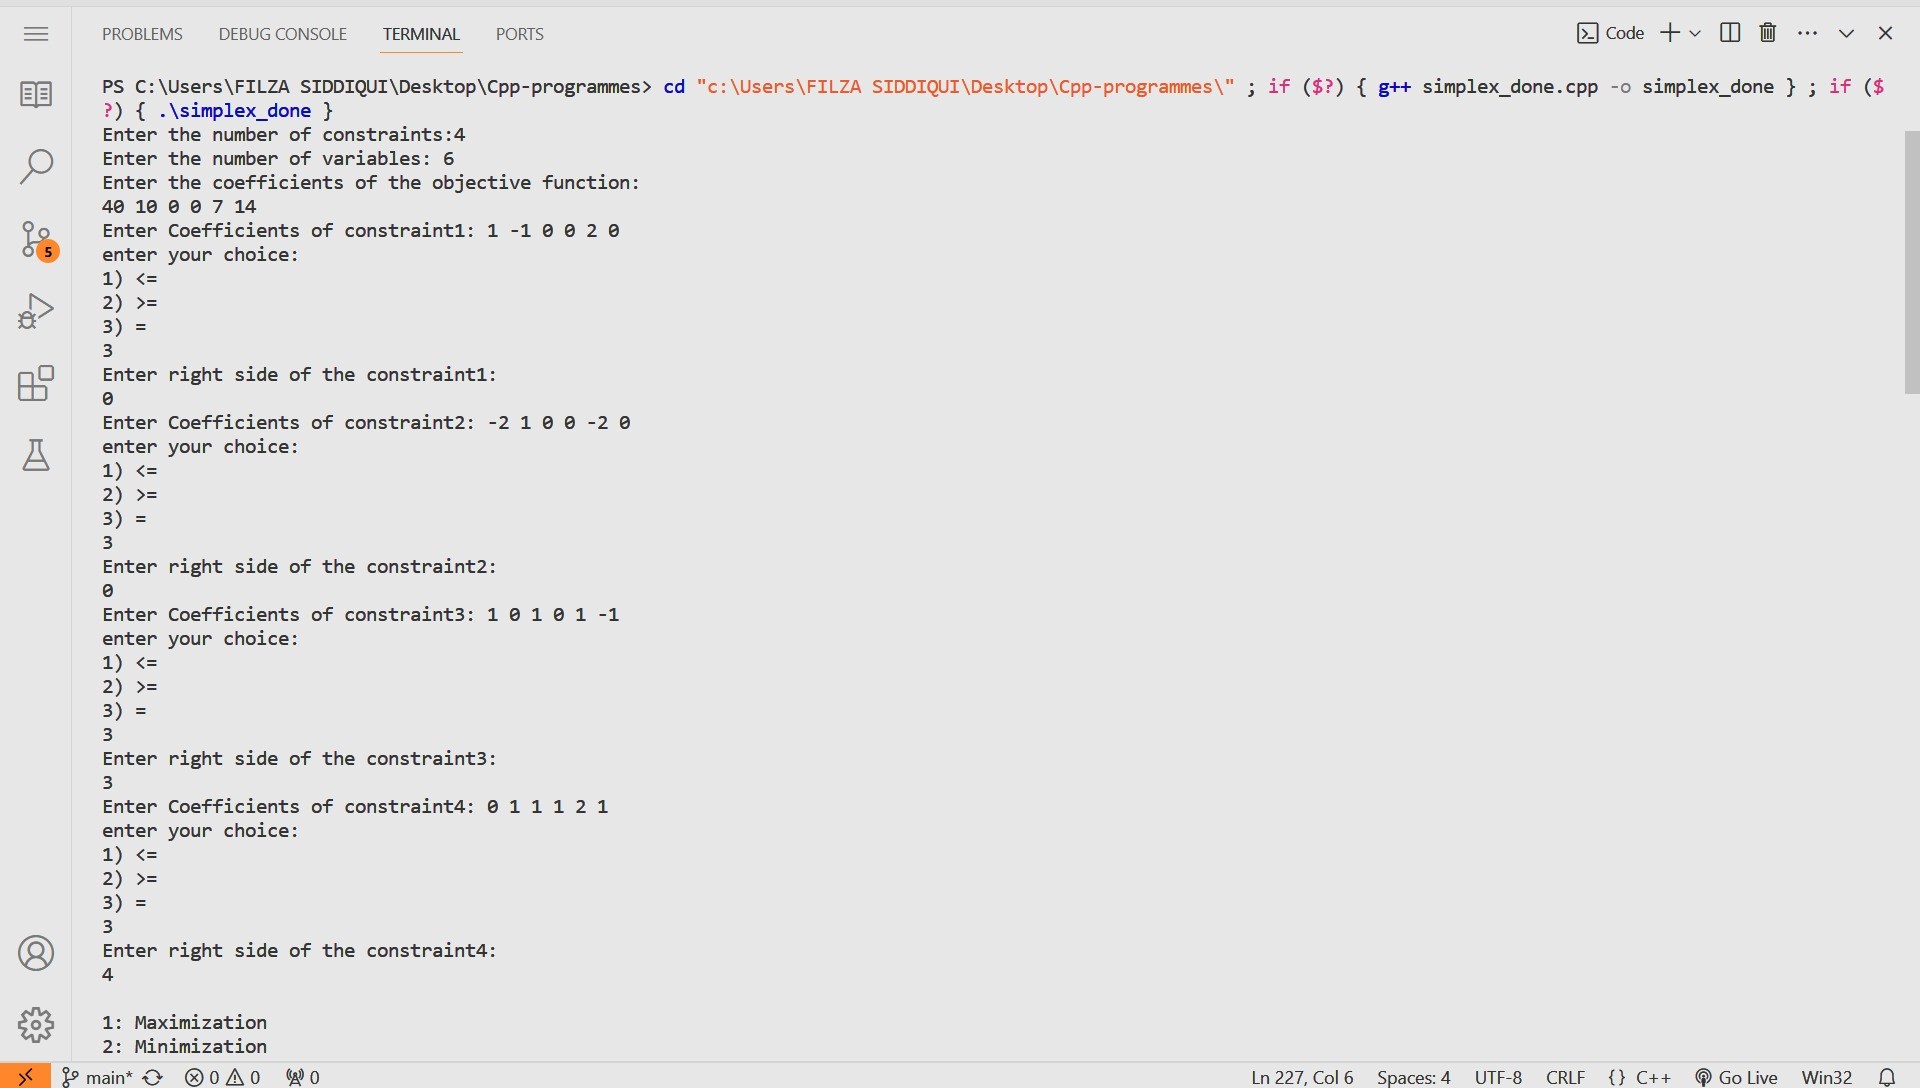 PROBLEMS DEBUG CONSOLE TERMINAL PORTS Code
PS C:\Users\FILZA SIDDIQUI\Desktop\Cpp-programmes> cd "c:\Users\FILZA SIDDIQUI\Desktop\Cpp-programmes\" ; if ($?) { g++ simplex_done.cpp -o simplex_done } ; if ($
?) { .\simplex_done }
Enter the number of constraints:4
Enter the number of variables: 6
Enter the coefficients of the objective function:
40 10 0 0 7 14
Enter Coefficients of constraint1: 1 -1 0 0 2 0
enter your choice:
1) <=
2) >=
3) =
3
Enter right side of the constraint1:
0
Enter Coefficients of constraint2: -2 1 0 0 -2 0
enter your choice:
1) <=
2) >=
3) =
3
Enter right side of the constraint2:
0
Enter Coefficients of constraint3: 1 0 1 0 1 -1
enter your choice:
1) <=
2) >=
3) =
3
Enter right side of the constraint3:
3
Enter Coefficients of constraint4: 0 1 1 1 2 1
enter your choice:
1) <=
2) >=
3) =
3
Enter right side of the constraint4:
4
1: Maximization
2: Minimization
5
main* 0 0 0 Ln 227, Col 6 Spaces: 4 UTF-8 CRLF {} C++ Go Live Win32